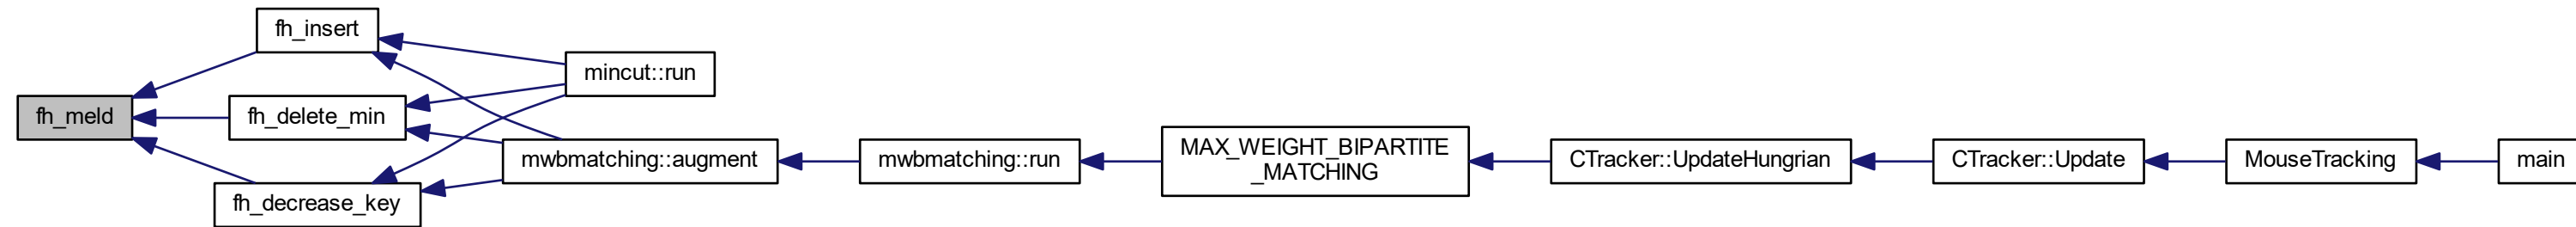 fh_meld
fh_insert
fh_delete_min
fh_decrease_key
mincut::run
mwbmatching::augment
mwbmatching::run
MAX_WEIGHT_BIPARTITE
_MATCHING
CTracker::UpdateHungrian
CTracker::Update
MouseTracking
main